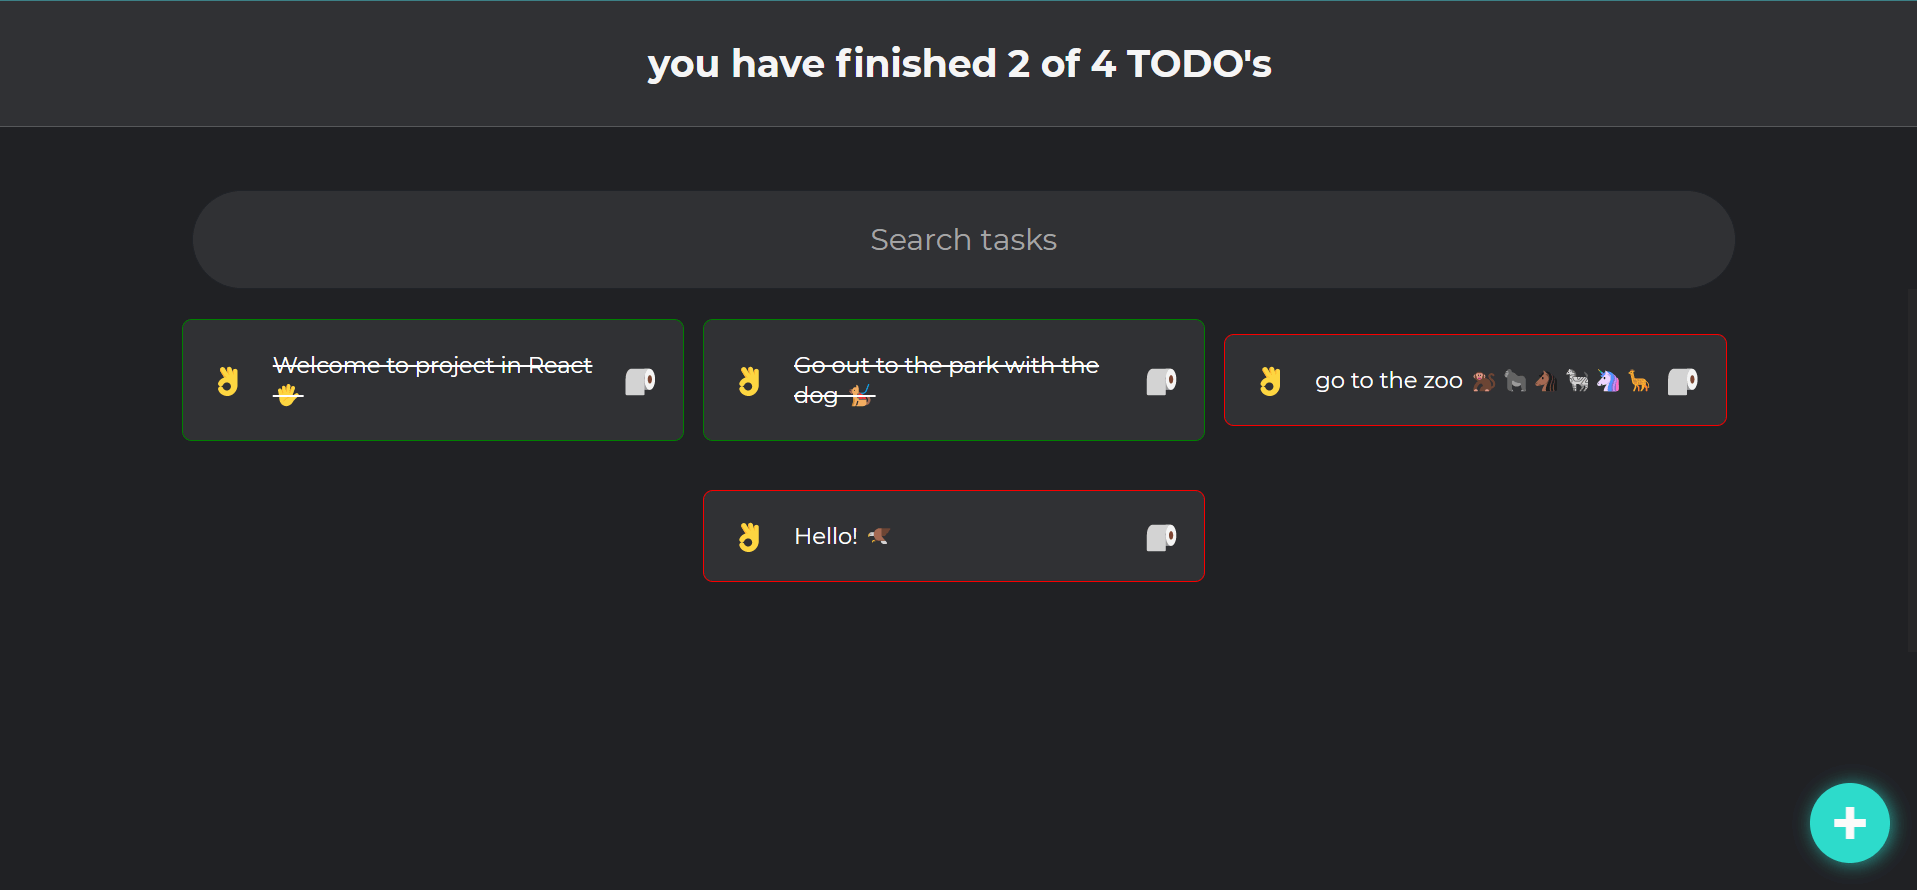 you have finished 2 of 4 TODO's
Search tasks
👌 Welcome to project in React 🧻
🖐
👌 Go out to the park with the 🧻
dog 🐕
👌 go to the zoo 🐒 🦍 🐴 🦓 🦄 🦒 🧻
👌 Hello! 🦅 🧻